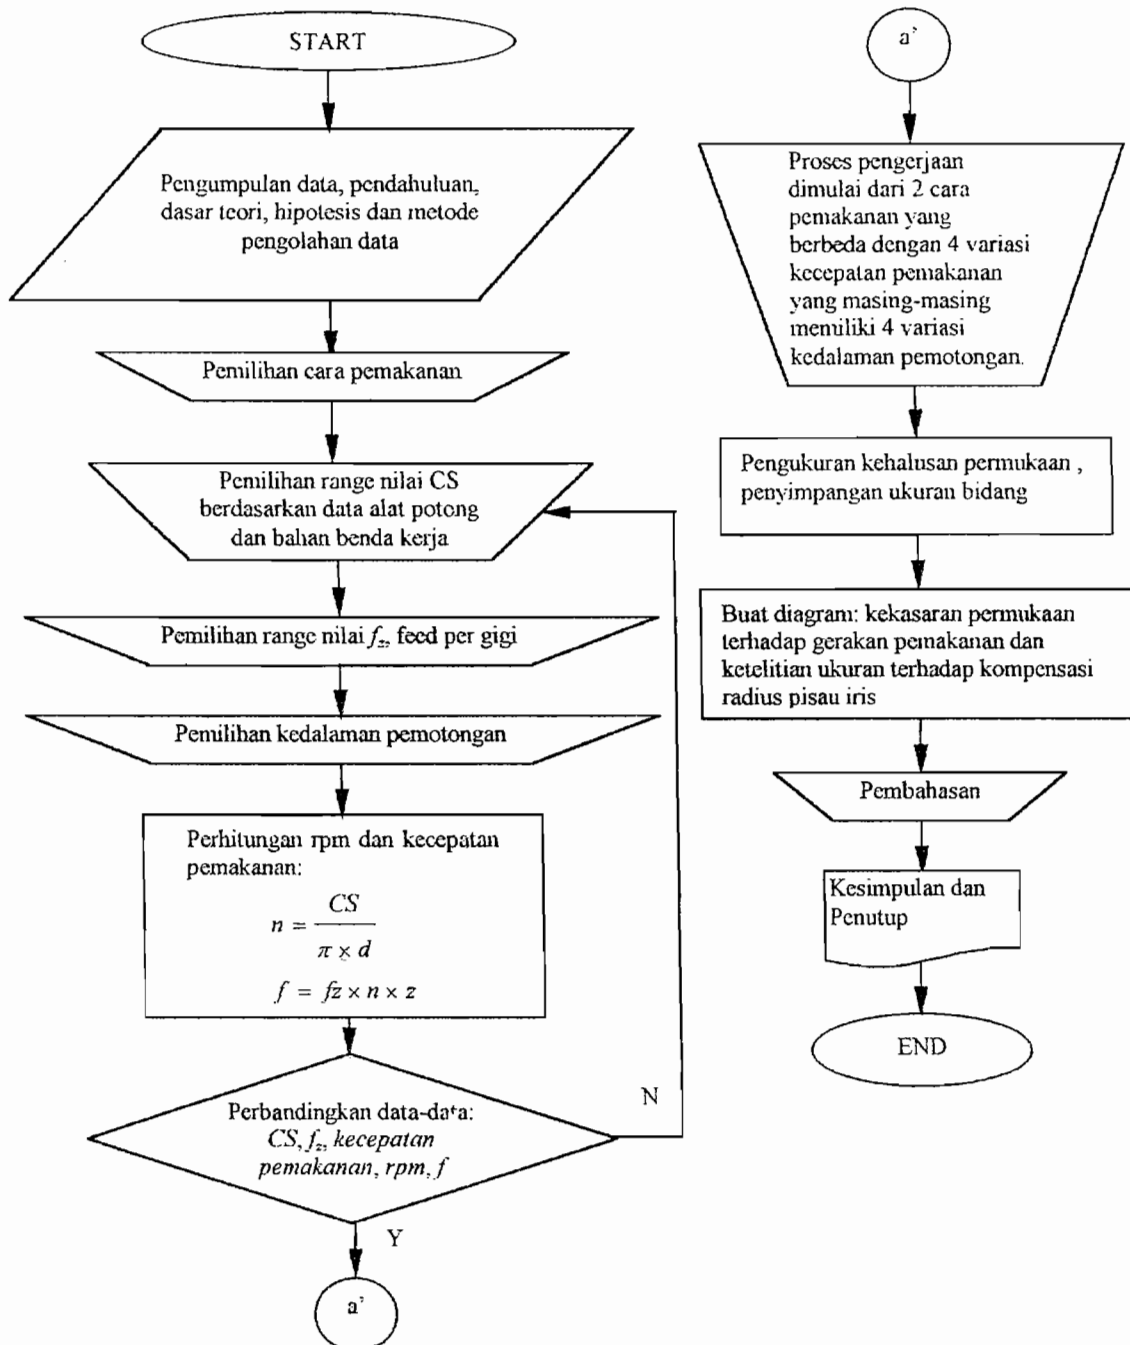 START
Pengumpulan data, pendahuluan,
dasar teori, hipotesis dan metode
pengolahan data
Pemilihan cara pemakanan
Pemilihan range nilai CS
berdasarkan data alat potong
dan bahan benda kerja
Pemilihan range nilai f_z, feed per gigi
Pemilihan kedalaman pemotongan
Perhitungan rpm dan kecepatan
pemakanan:
n = CS / π × d
f = fz × n × z
Perbandingkan data-data:
CS, f_z, kecepatan
pemakanan, rpm, f
N
Y
a'
a'
Proses pengerjaan
dimulai dari 2 cara
pemakanan yang
berbeda dengan 4 variasi
kecepatan pemakanan
yang masing-masing
memiliki 4 variasi
kedalaman pemotongan.
Pengukuran kehalusan permukaan ,
penyimpangan ukuran bidang
Buat diagram: kekasaran permukaan
terhadap gerakan pemakanan dan
ketelitian ukuran terhadap kompensasi
radius pisau iris
Pembahasan
Kesimpulan dan
Penutup
END